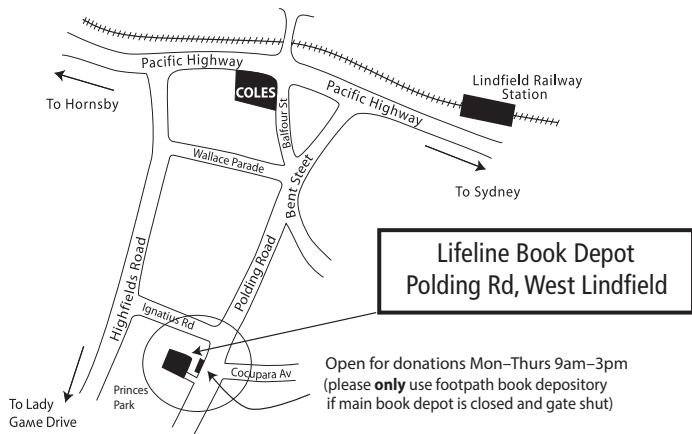 Pacific Highway
COLES
Lindfield Railway
Station
To Hornsby
Balfour St
Pacific Highway
Wallace Parade
Bent Steet
To Sydney
Highfields Road
Polding Road
Lifeline Book Depot
Polding Rd, West Lindfield
Ignatius Rd
Cocupara Av
Open for donations Mon–Thurs 9am–3pm
(please only use footpath book depository
if main book depot is closed and gate shut)
Princes
Park
To Lady
Game Drive